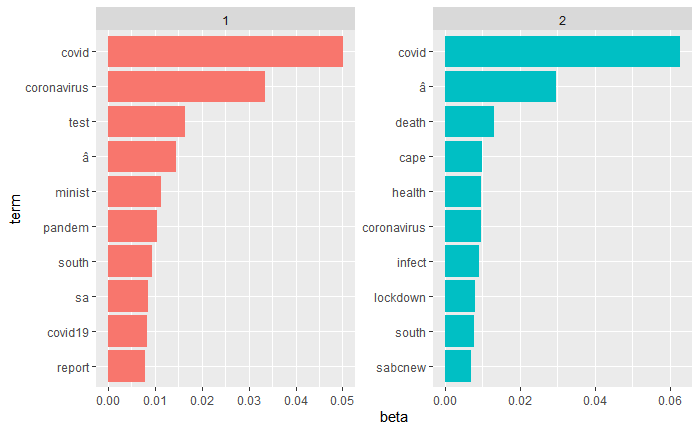 1
2
term
covid
coronavirus
test
â
minist
pandem
south
sa
covid19
report
0.00 0.01 0.02 0.03 0.04 0.05
covid
â
death
cape
health
coronavirus
infect
lockdown
south
sabcnew
0.00 0.02 0.04 0.06
beta